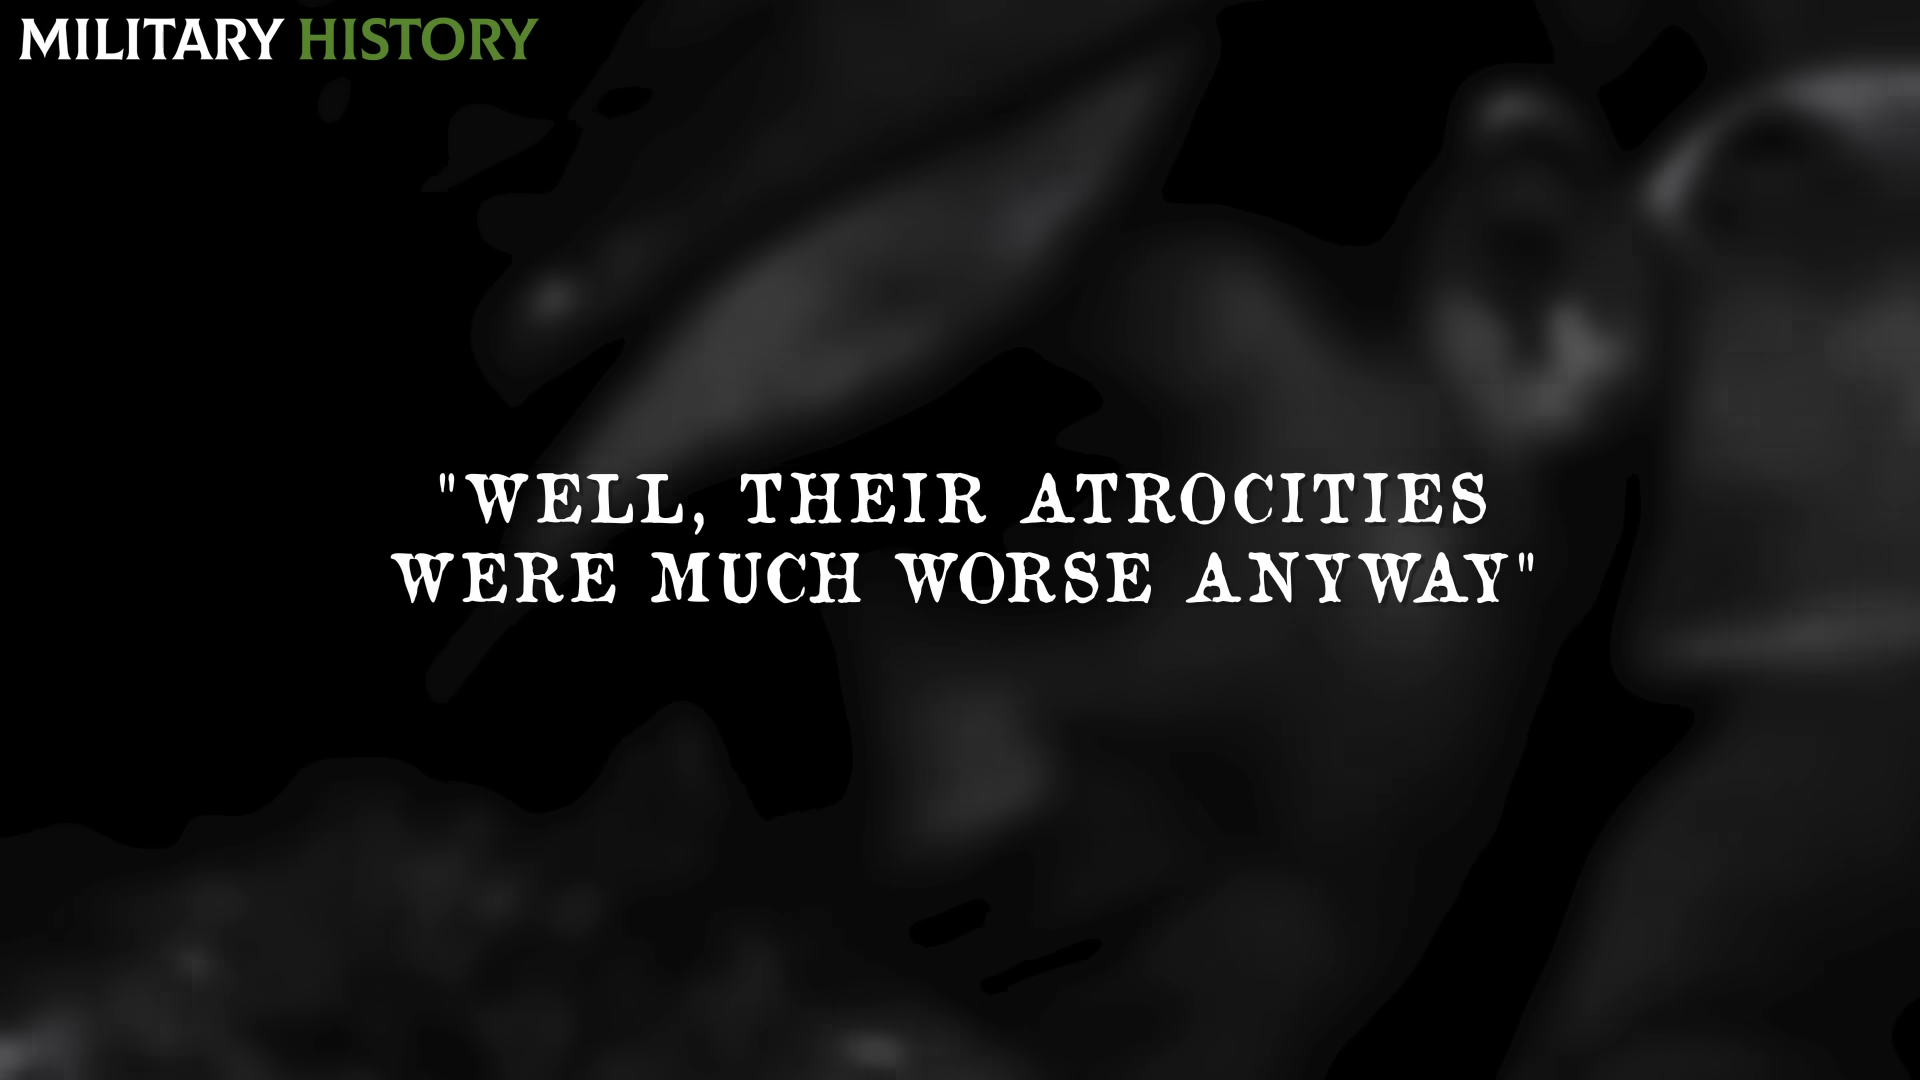 MILITARY HISTORY
"WELL, THEIR ATROCITIES
WERE MUCH WORSE ANYWAY"